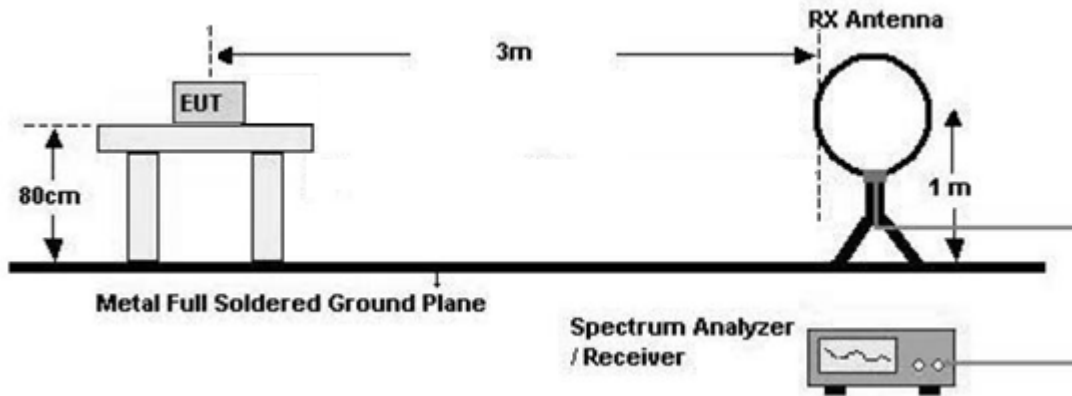 RX Antenna
3m
EUT
80cm
1 m
Metal Full Soldered Ground Plane
Spectrum Analyzer
/ Receiver